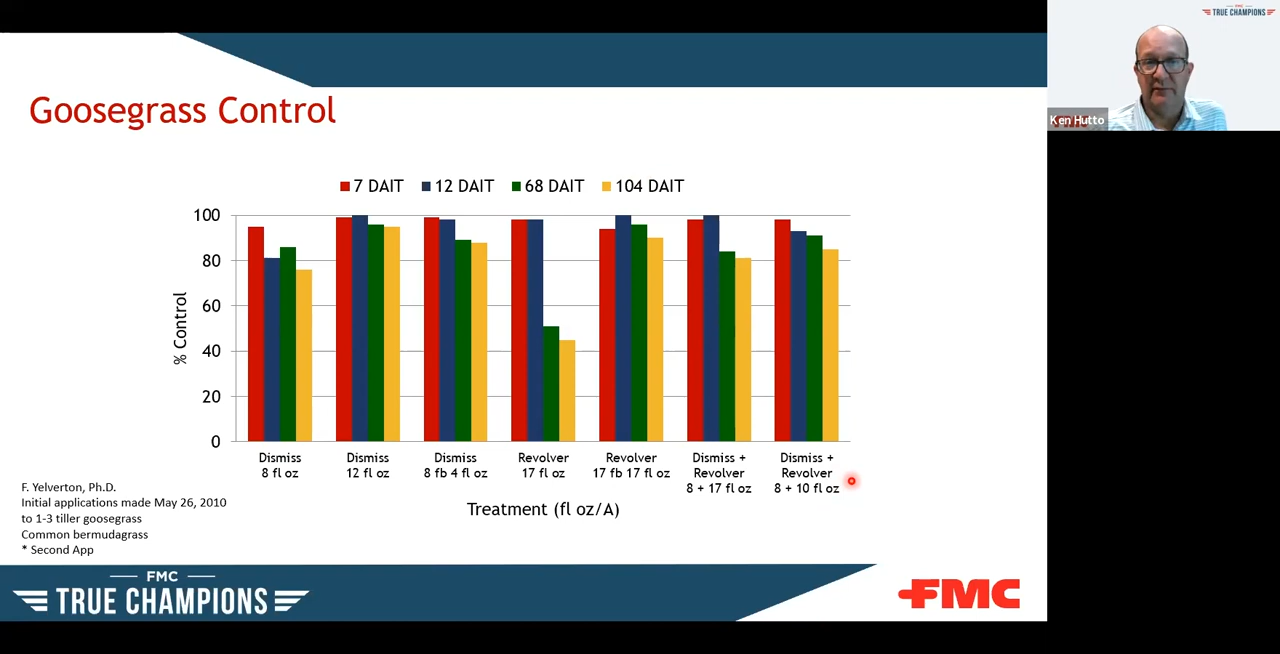 FMC
TRUE CHAMPIONS
Ken Hutto
Goosegrass Control
7 DAIT 12 DAIT 68 DAIT 104 DAIT
100
80
60
40
20
0
% Control
Dismiss
8 fl oz
Dismiss
12 fl oz
Dismiss
8 fb 4 fl oz
Revolver
17 fl oz
Revolver
17 fb 17 fl oz
Dismiss +
Revolver
8 + 17 fl oz
Dismiss +
Revolver
8 + 10 fl oz
Treatment (fl oz/A)
F. Yelverton, Ph.D.
Initial applications made May 26, 2010
to 1-3 tiller goosegrass
Common bermudagrass
* Second App
FMC
TRUE CHAMPIONS
FMC